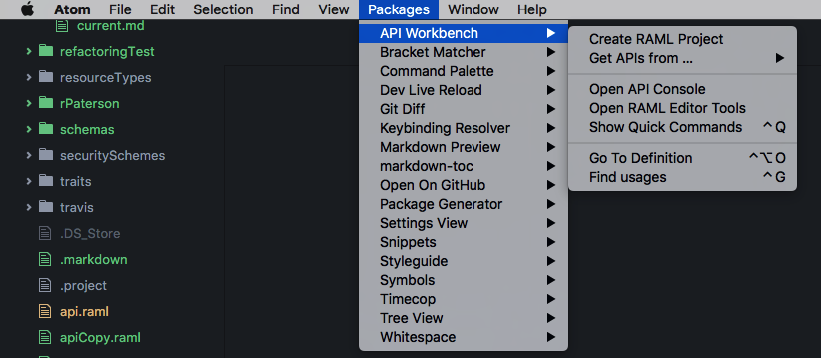 Atom File Edit Selection Find View Packages Window Help
current.md
refactoringTest
resourceTypes
rPaterson
schemas
securitySchemes
traits
travis
.DS_Store
.markdown
.project
api.raml
apiCopy.raml
API Workbench
Bracket Matcher
Command Palette
Dev Live Reload
Git Diff
Keybinding Resolver
Markdown Preview
markdown-toc
Open On GitHub
Package Generator
Settings View
Snippets
Styleguide
Symbols
Timecop
Tree View
Whitespace
Create RAML Project
Get APIs from ...
Open API Console
Open RAML Editor Tools
Show Quick Commands ^Q
Go To Definition ^⌥O
Find usages ^G